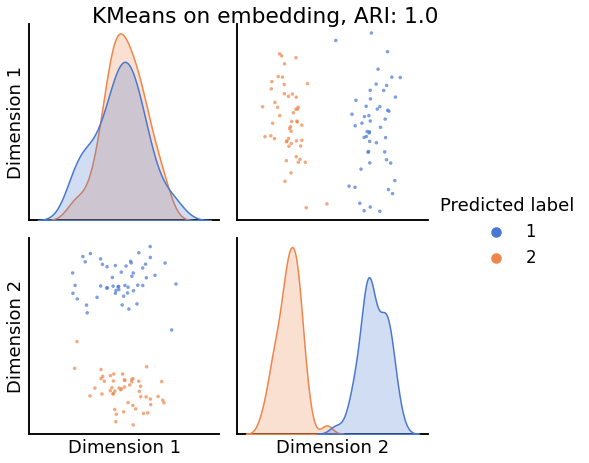 KMeans on embedding, ARI: 1.0
Dimension 1
Predicted label
1
2
Dimension 2
Dimension 1
Dimension 2